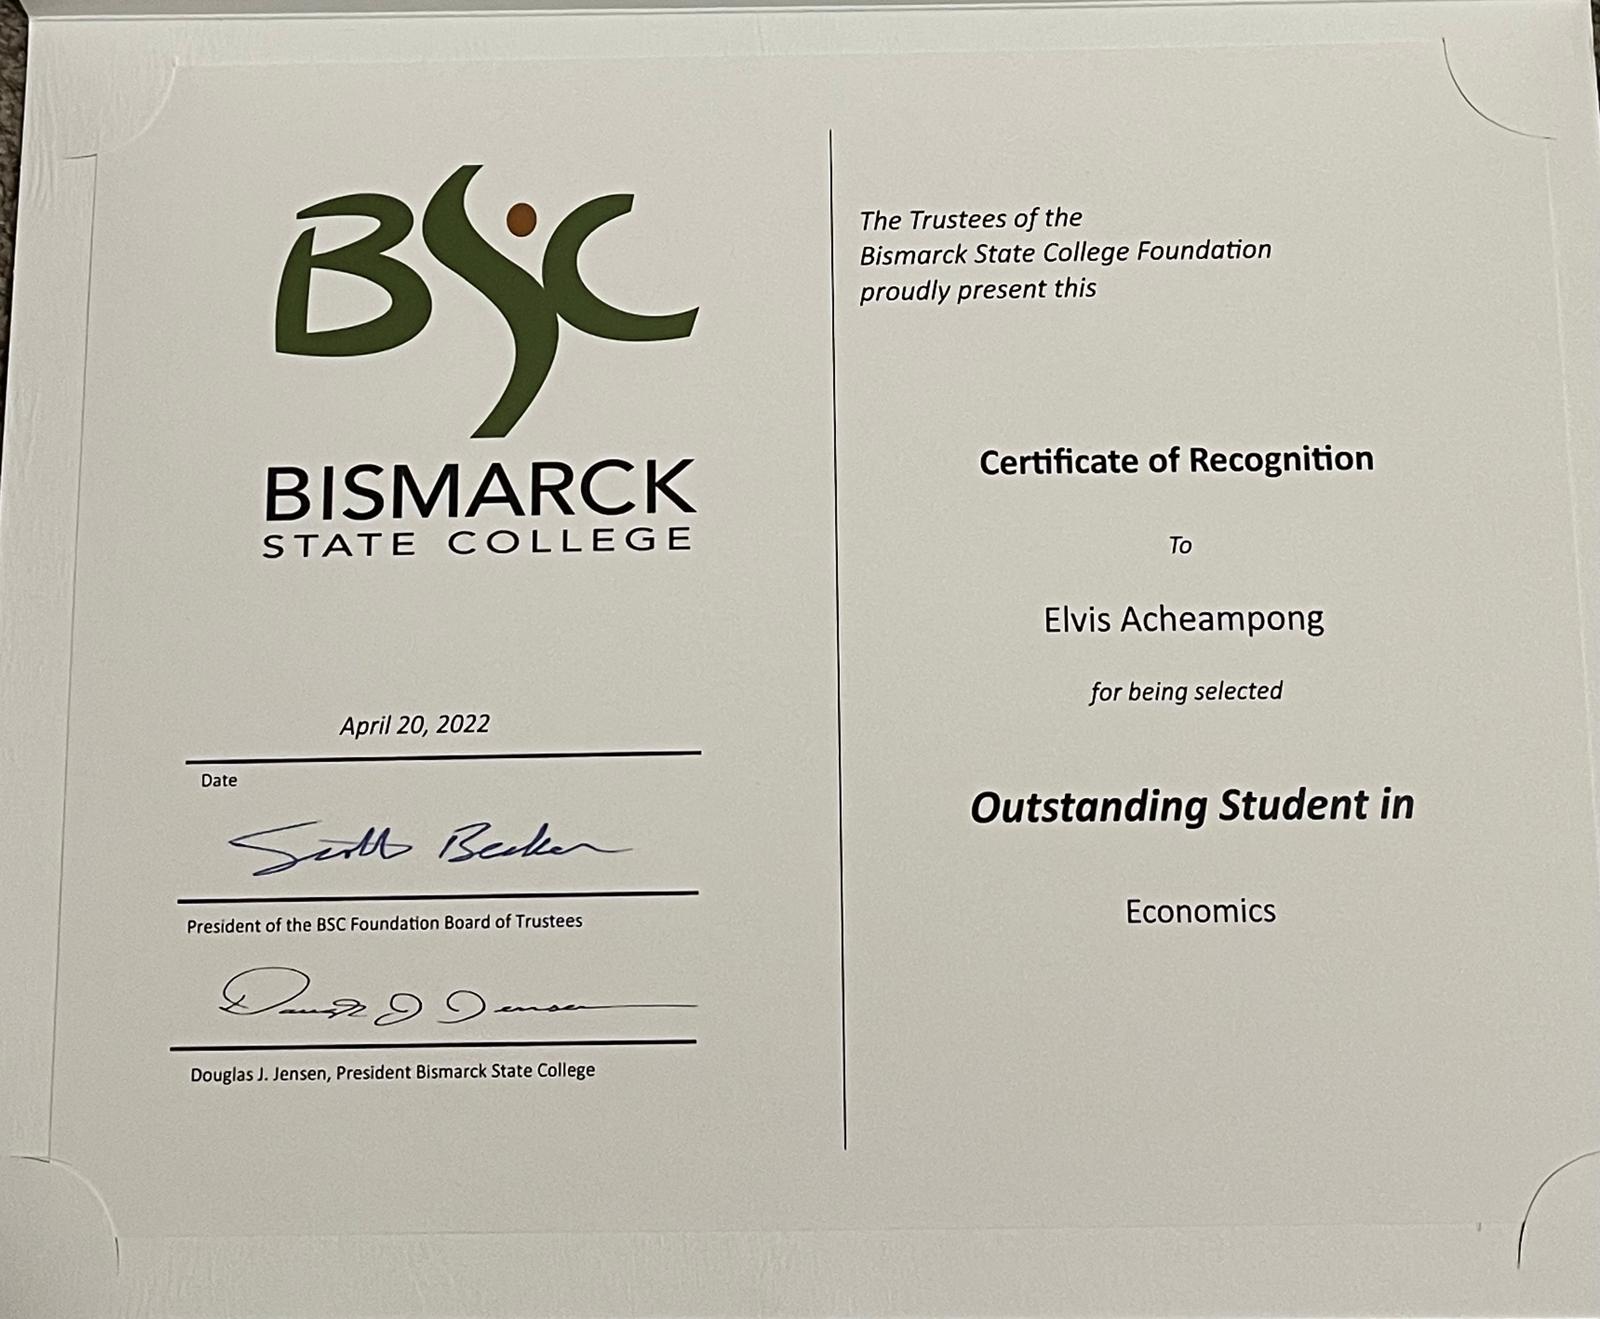 BSC
BISMARCK
STATE COLLEGE
April 20, 2022
Date
Scott Becker
President of the BSC Foundation Board of Trustees
Douglas J Jensen
Douglas J. Jensen, President Bismarck State College
The Trustees of the
Bismarck State College Foundation
proudly present this
Certificate of Recognition
To
Elvis Acheampong
for being selected
Outstanding Student in
Economics